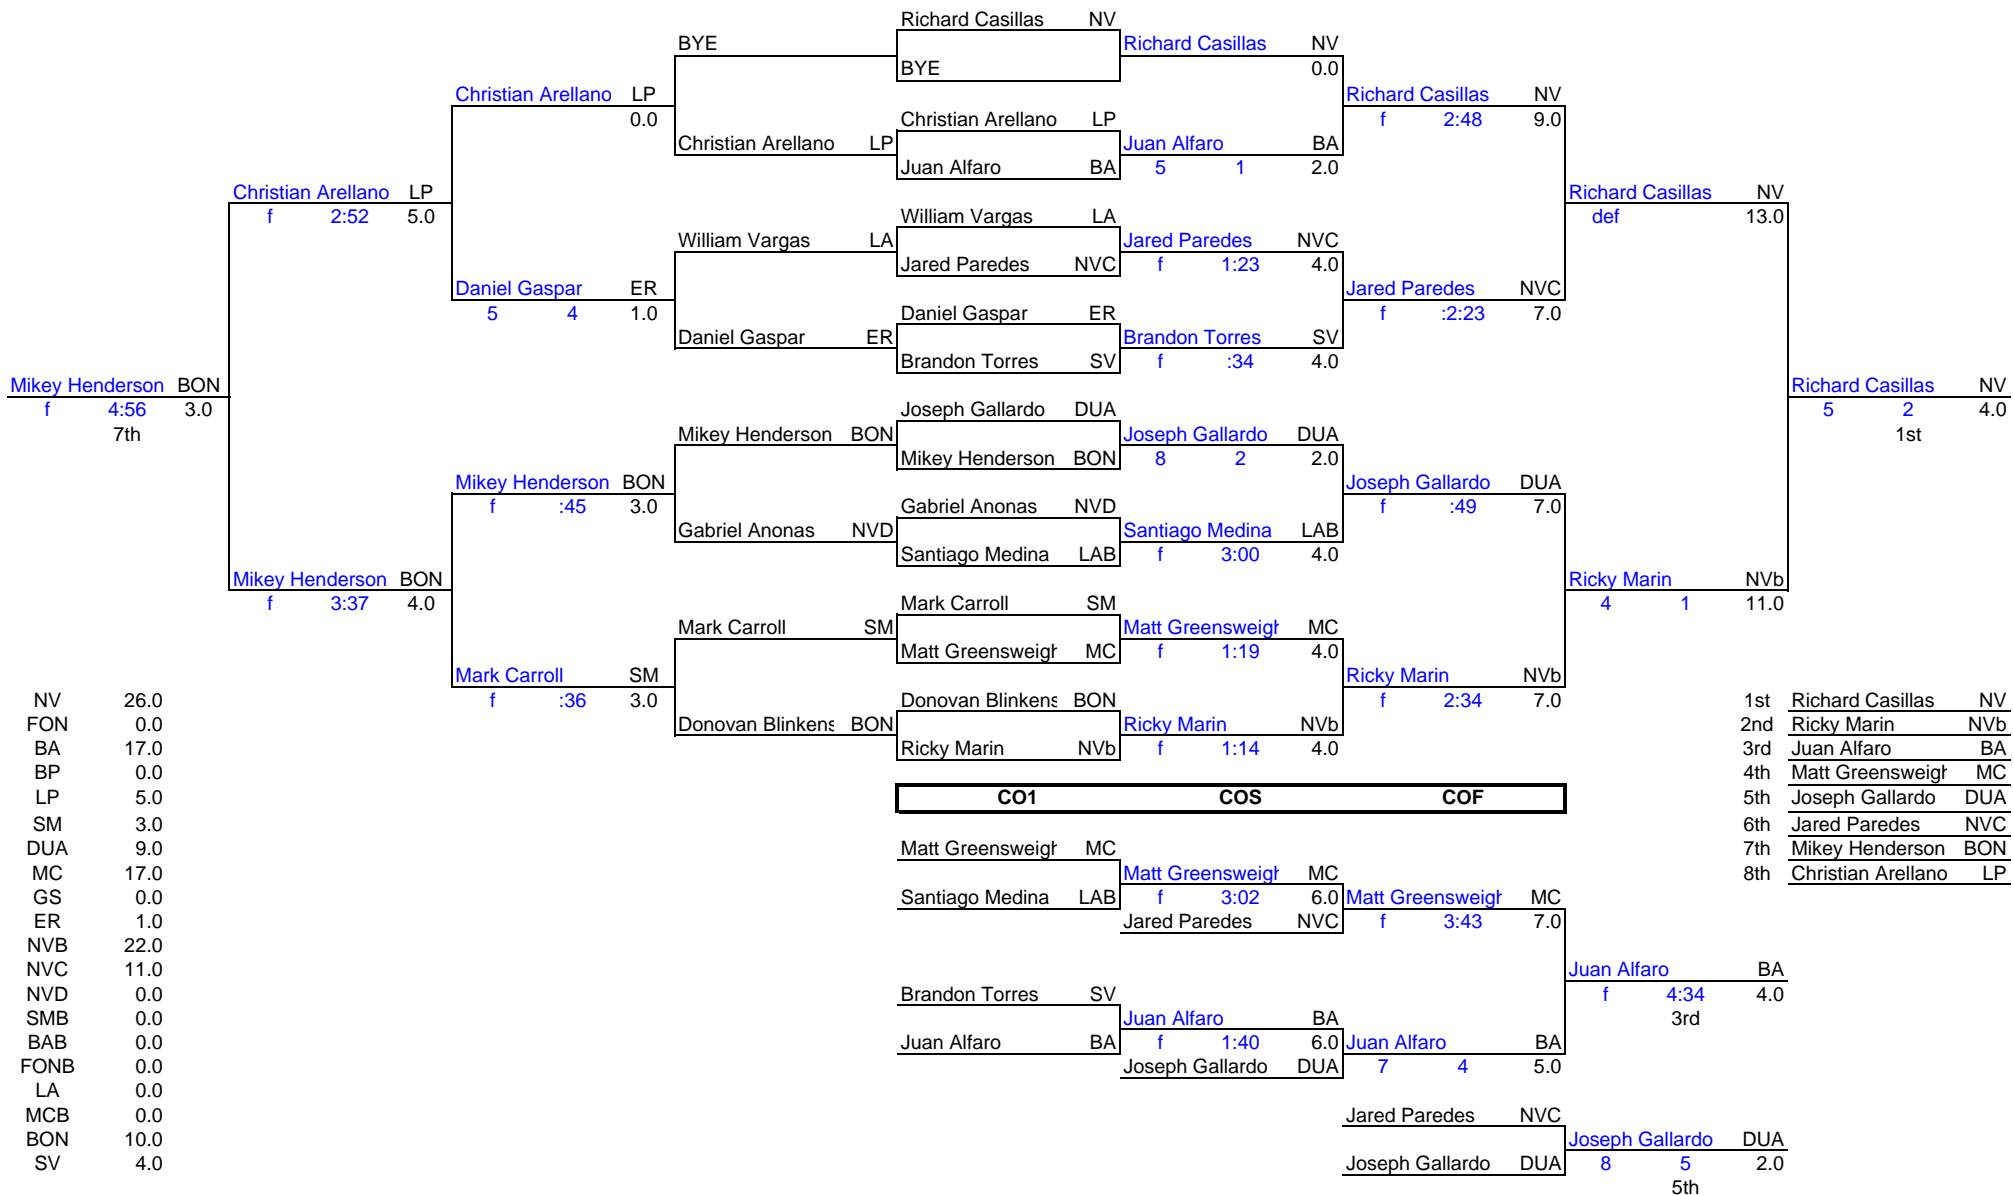 Richard Casillas NV
BYE Richard Casillas NV
BYE 0.0
Christian Arellano LP Richard Casillas NV
0.0 Christian Arellano LP f 2:48 9.0
Christian Arellano LP Juan Alfaro BA
Juan Alfaro BA 5 1 2.0
Christian Arellano LP Richard Casillas NV
f 2:52 5.0 William Vargas LA def 13.0
William Vargas LA Jared Paredes NVC
Jared Paredes NVC f 1:23 4.0
Daniel Gaspar ER Jared Paredes NVC
5 4 1.0 Daniel Gaspar ER f :2:23 7.0
Daniel Gaspar ER Brandon Torres SV
Brandon Torres SV f :34 4.0
Mikey Henderson BON Richard Casillas NV
f 4:56 3.0 Joseph Gallardo DUA 5 2 4.0
7th Mikey Henderson BON Joseph Gallardo DUA 1st
Mikey Henderson BON 8 2 2.0
Mikey Henderson BON Joseph Gallardo DUA
f :45 3.0 Gabriel Anonas NVD f :49 7.0
Gabriel Anonas NVD Santiago Medina LAB
Santiago Medina LAB f 3:00 4.0
Mikey Henderson BON Ricky Marin NVb
f 3:37 4.0 Mark Carroll SM 4 1 11.0
Mark Carroll SM Matt Greensweigh MC
Matt Greensweigh MC f 1:19 4.0
Mark Carroll SM Ricky Marin NVb
NV 26.0 f :36 3.0 Donovan Blinkens BON f 2:34 7.0 1st Richard Casillas NV
FON 0.0 Donovan Blinkens BON Ricky Marin NVb 2nd Ricky Marin NVb
BA 17.0 Ricky Marin NVb f 1:14 4.0 3rd Juan Alfaro BA
BP 0.0 4th Matt Greensweigh MC
LP 5.0 CO1 COS COF 5th Joseph Gallardo DUA
SM 3.0 6th Jared Paredes NVC
DUA 9.0 Matt Greensweigh MC 7th Mikey Henderson BON
MC 17.0 Matt Greensweigh MC 8th Christian Arellano LP
GS 0.0 Santiago Medina LAB f 3:02 6.0 Matt Greensweigh MC
ER 1.0 Jared Paredes NVC f 3:43 7.0
NVB 22.0
NVC 11.0 Juan Alfaro BA
NVD 0.0 Brandon Torres SV f 4:34 4.0
SMB 0.0 Juan Alfaro BA 3rd
BAB 0.0 Juan Alfaro BA f 1:40 6.0 Juan Alfaro BA
FONB 0.0 Joseph Gallardo DUA 7 4 5.0
LA 0.0
MCB 0.0 Jared Paredes NVC
BON 10.0 Joseph Gallardo DUA
SV 4.0 Joseph Gallardo DUA 8 5 2.0
5th